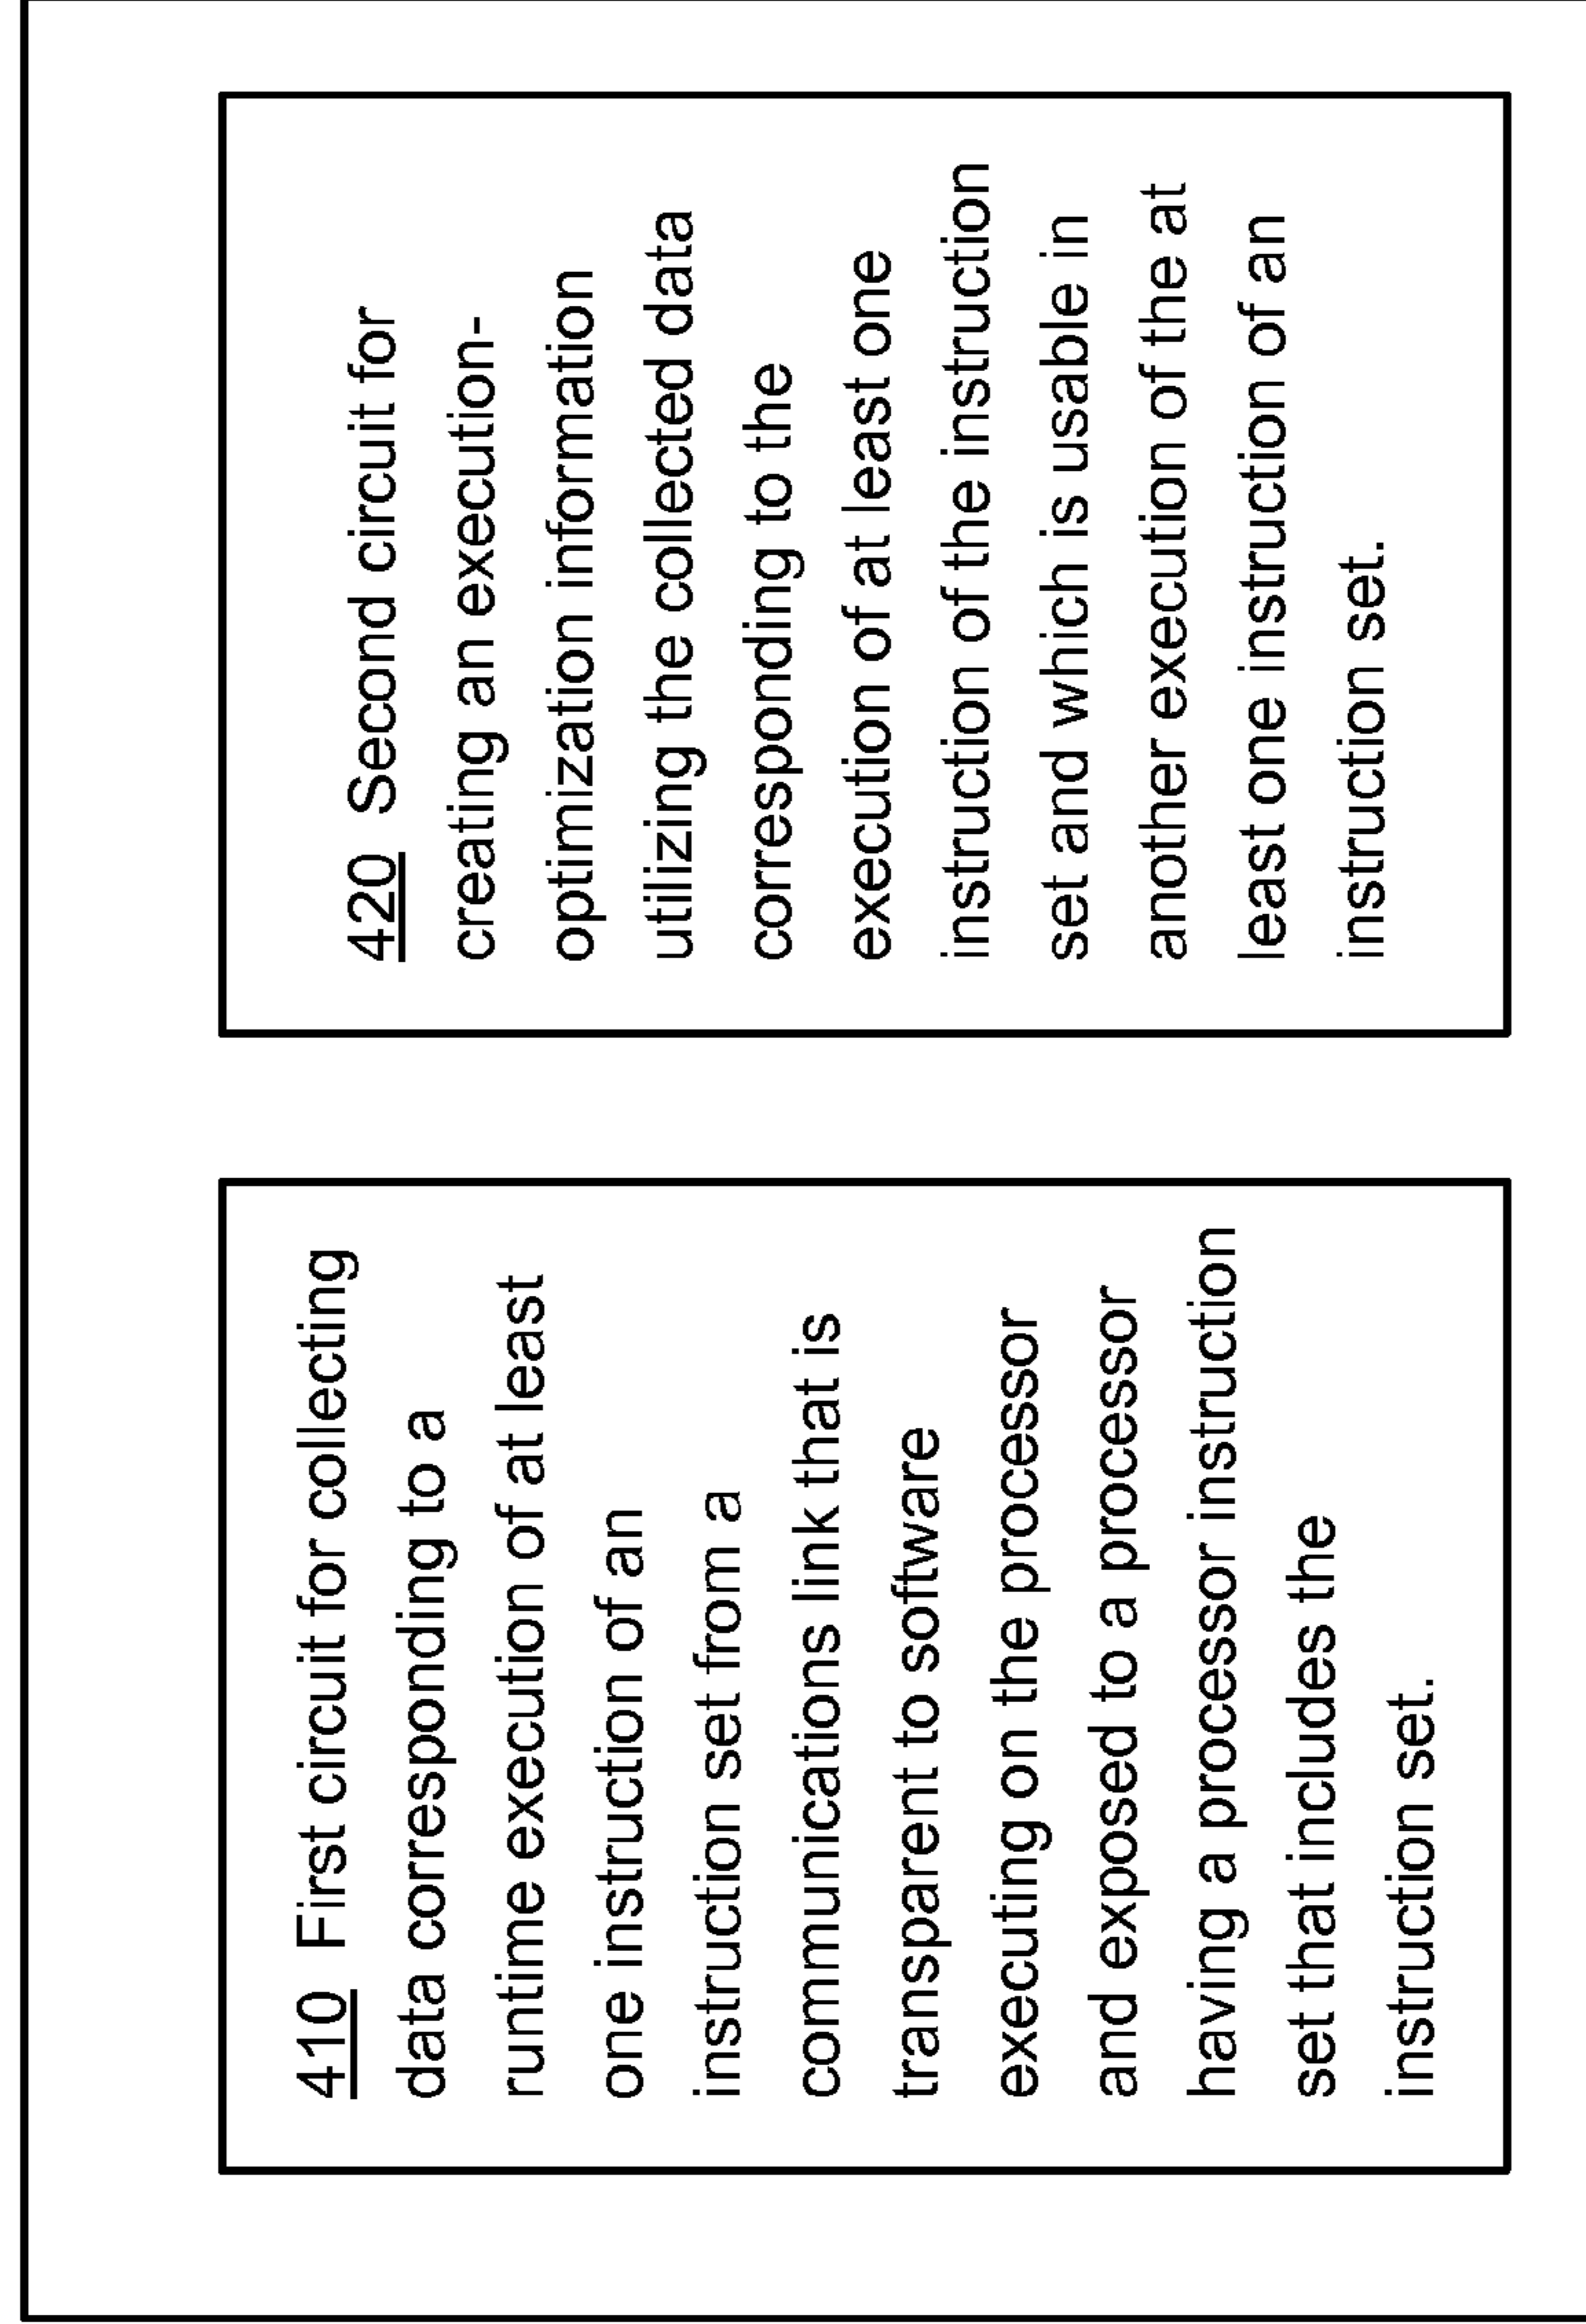 410 First circuit for collecting
data corresponding to a
runtime execution of at least
one instruction of an
instruction set from a
communications link that is
transparent to software
executing on the processor
and exposed to a processor
having a processor instruction
set that includes the
instruction set.
420 Second circuit for
creating an execution-
optimization information
utilizing the collected data
corresponding to the
execution of at least one
instruction of the instruction
set and which is usable in
another execution of the at
least one instruction of an
instruction set.